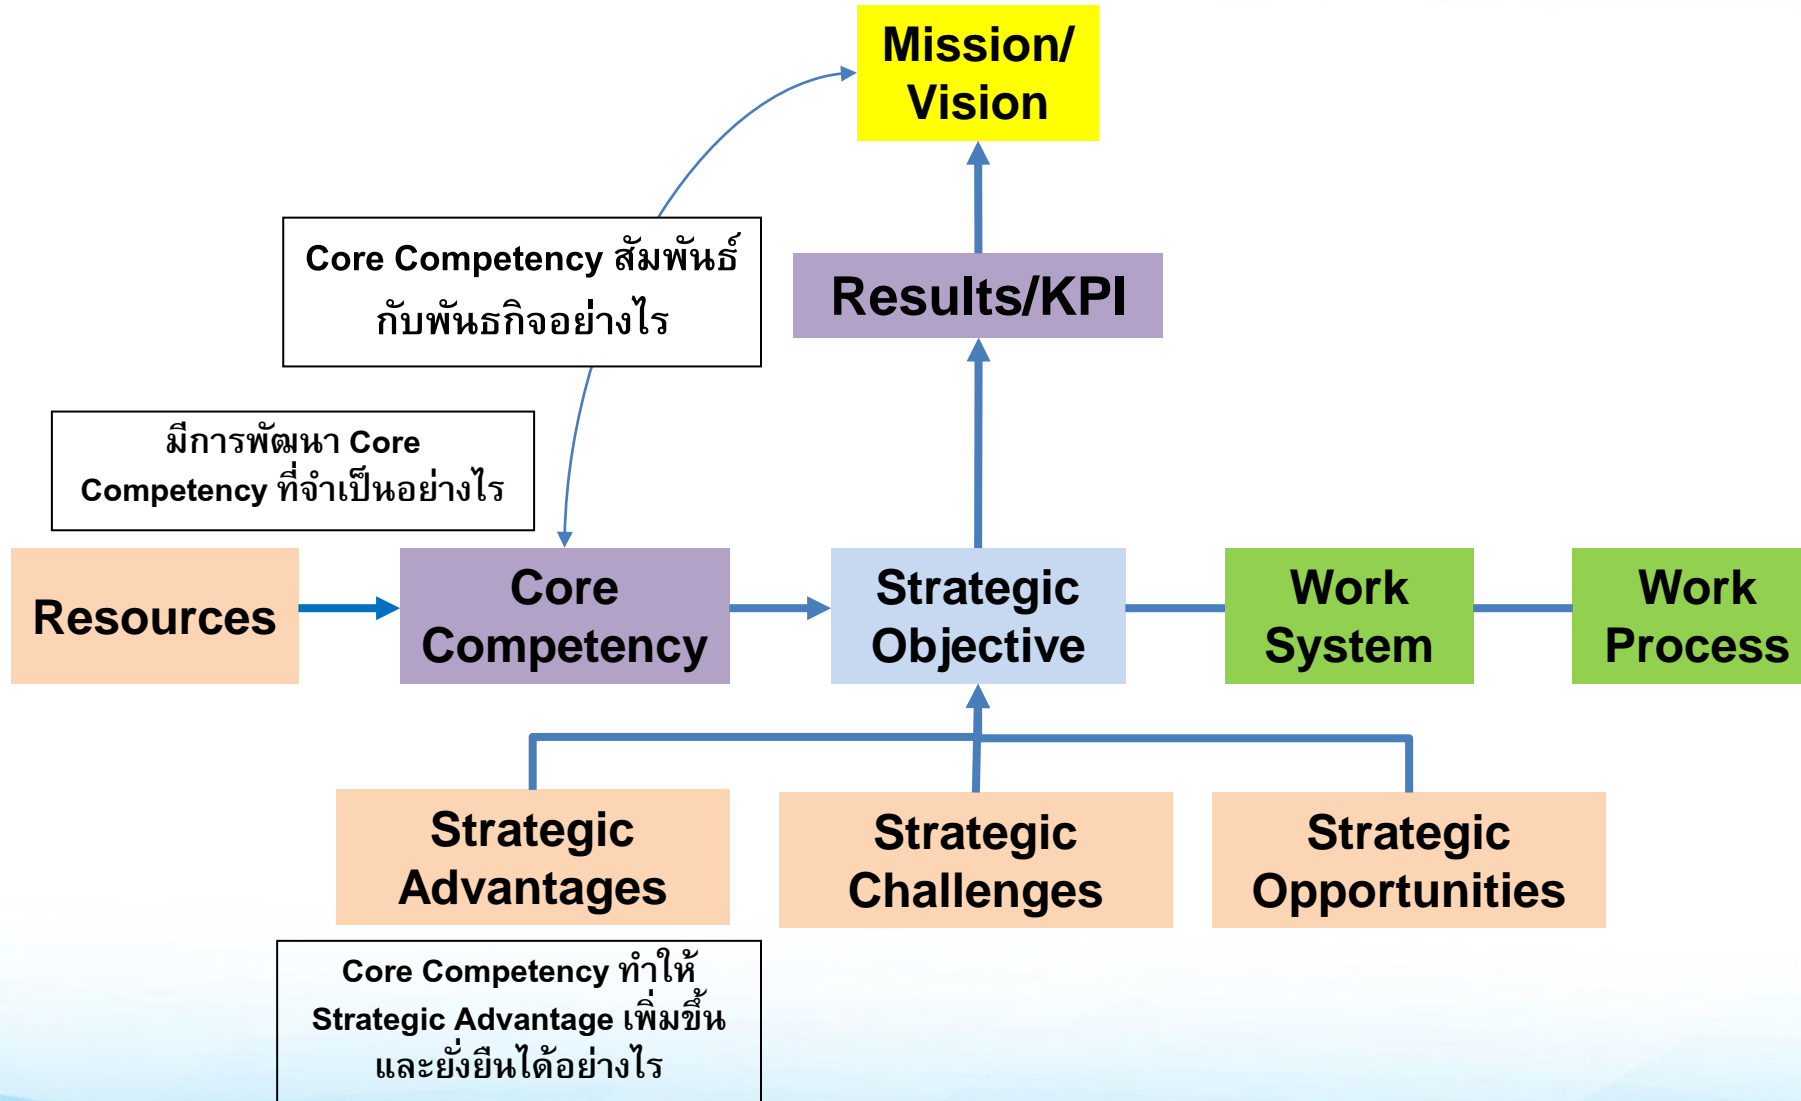 Mission/
Vision
Core Competency สัมพันธ์
กับพันธกิจอย่างไร
Results/KPI
มีการพัฒนา Core
Competency ที่จำเป็นอย่างไร
Resources
Core
Competency
Strategic
Objective
Work
System
Work
Process
Strategic
Advantages
Strategic
Challenges
Strategic
Opportunities
Core Competency ทำให้
Strategic Advantage เพิ่มขึ้น
และยั่งยืนได้อย่างไร